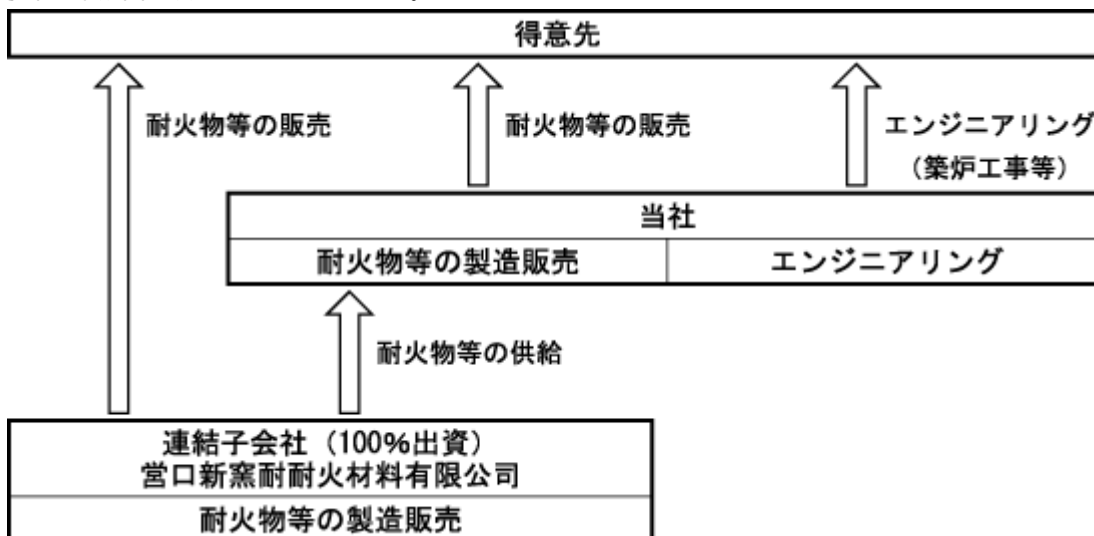 得意先
耐火物等の販売
耐火物等の販売
エンジニアリング
（築炉工事等）
当社
耐火物等の製造販売
エンジニアリング
耐火物等の供給
連結子会社（100％出資）
営口新窯耐耐火材料有限公司
耐火物等の製造販売